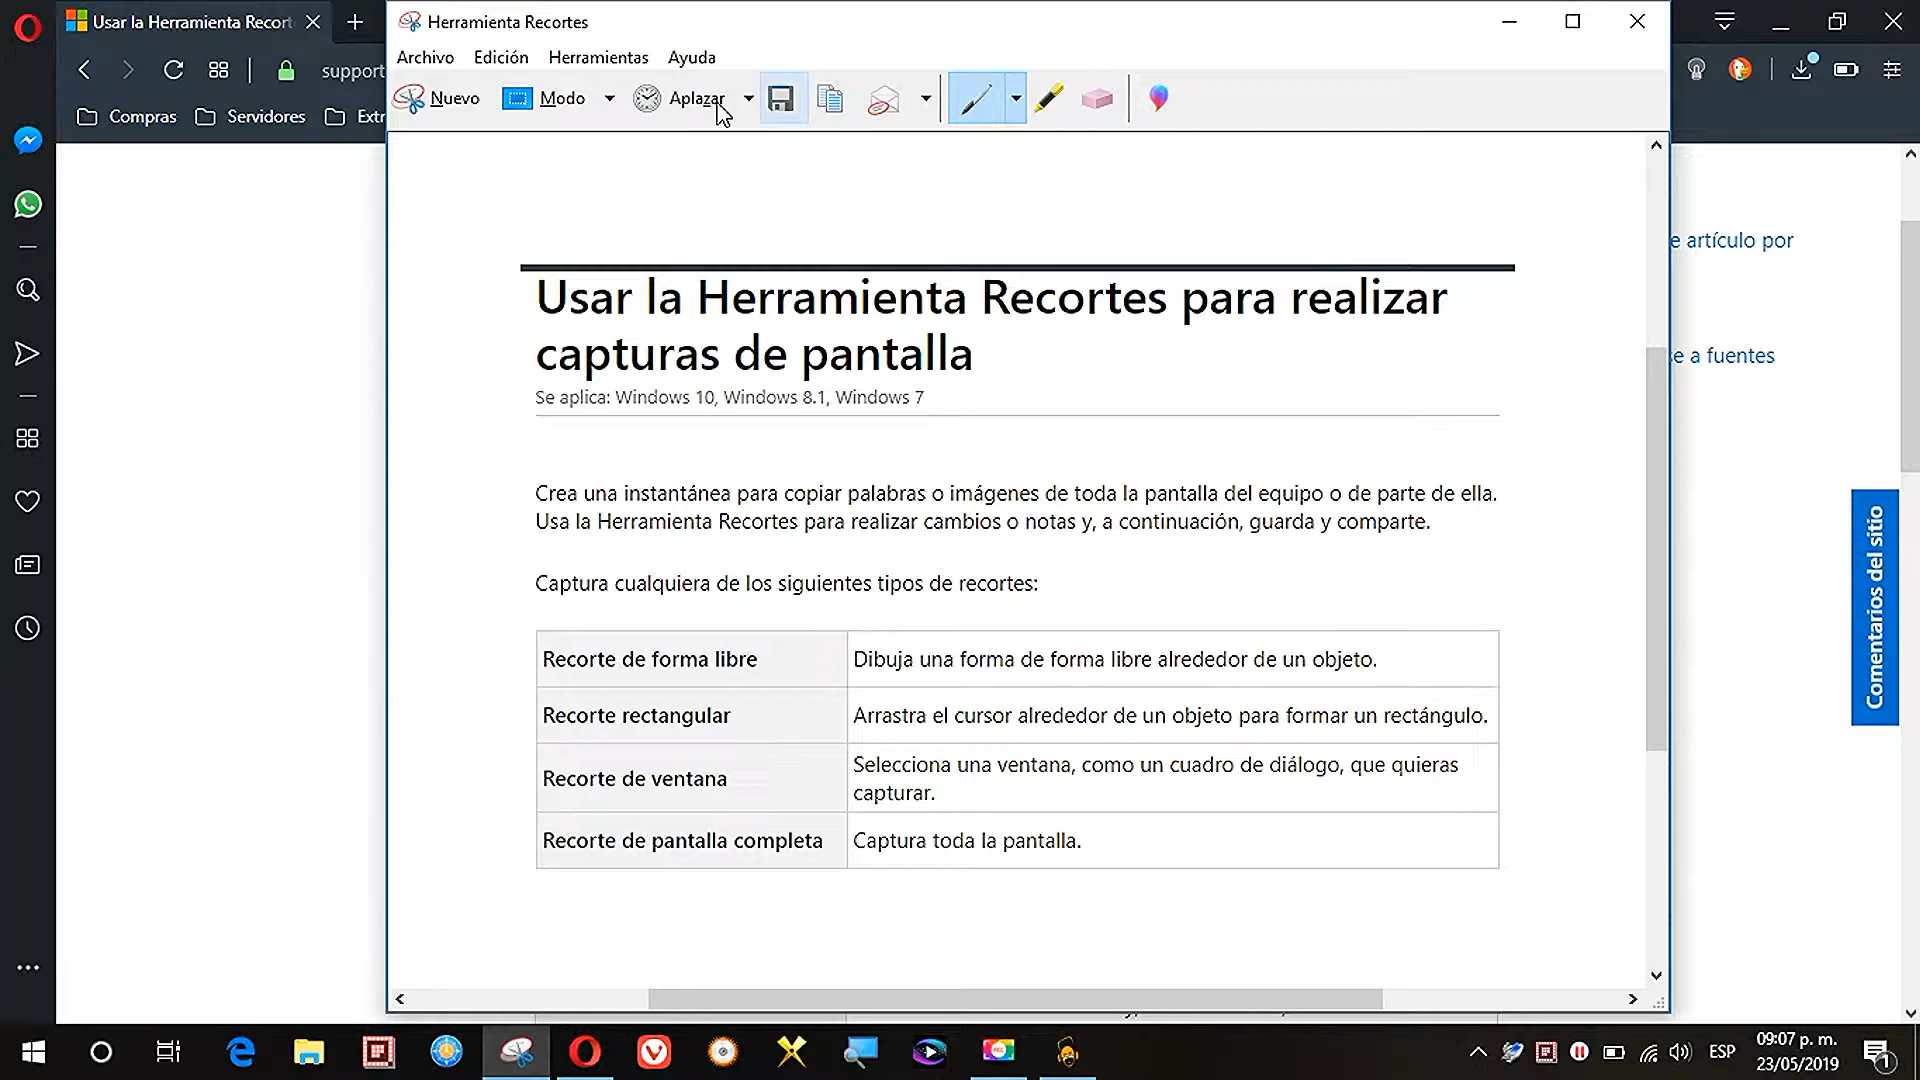 Usar la Herramienta Recort
Herramienta Recortes
Archivo Edición Herramientas Ayuda
support
Nuevo Modo Aplazar
Compras Servidores Extr
e artículo por
Usar la Herramienta Recortes para realizar
capturas de pantalla
e a fuentes
Se aplica: Windows 10, Windows 8.1, Windows 7
Crea una instantánea para copiar palabras o imágenes de toda la pantalla del equipo o de parte de ella.
Usa la Herramienta Recortes para realizar cambios o notas y, a continuación, guarda y comparte.
Captura cualquiera de los siguientes tipos de recortes:
Recorte de forma libre Dibuja una forma de forma libre alrededor de un objeto.
Recorte rectangular Arrastra el cursor alrededor de un objeto para formar un rectángulo.
Recorte de ventana Selecciona una ventana, como un cuadro de diálogo, que quieras
capturar.
Recorte de pantalla completa Captura toda la pantalla.
Comentarios del sitio
ESP
09:07 p. m.
23/05/2019
1